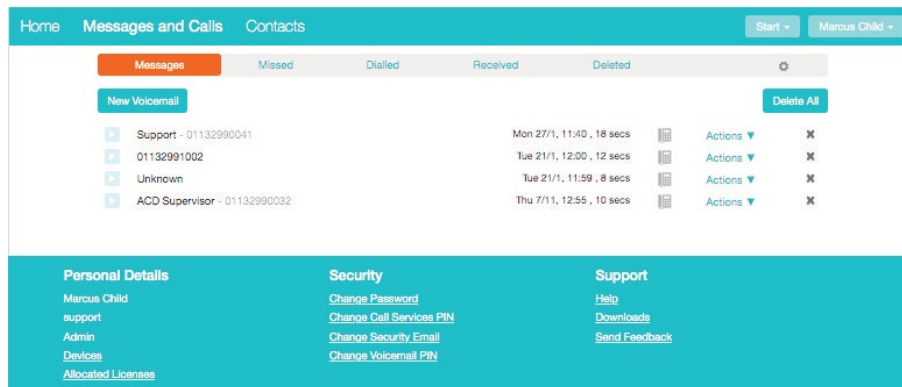 Home Messages and Calls Contacts Start Marcus Child
Messages Missed Dialled Received Deleted
New Voicemail Delete All
Support - 01132990041 Mon 27/1, 11:40 , 18 secs Actions ▼
01132991002 Tue 21/1, 12:00 , 12 secs Actions ▼
Unknown Tue 21/1, 11:59 , 8 secs Actions ▼
ACD Supervisor - 01132990032 Thu 7/11, 12:55 , 10 secs Actions ▼
Personal Details Security Support
Marcus Child Change Password Help
support Change Call Services PIN Downloads
Admin Change Security Email Send Feedback
Devices Change Voicemail PIN
Allocated Licenses